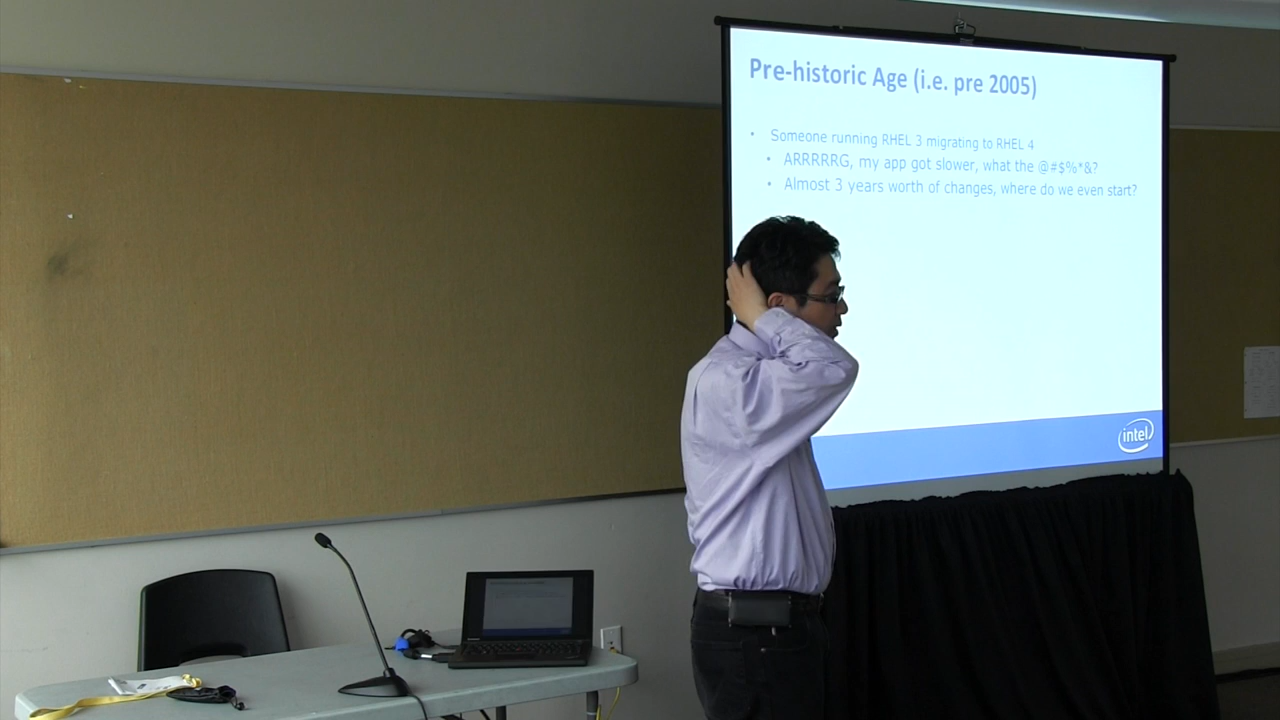 Pre-historic Age (i.e. pre 2005)
• Someone running RHEL 3 migrating to RHEL 4
• ARRRRRG, my app got slower, what the @#$%*&?
• Almost 3 years worth of changes, where do we even start?
intel